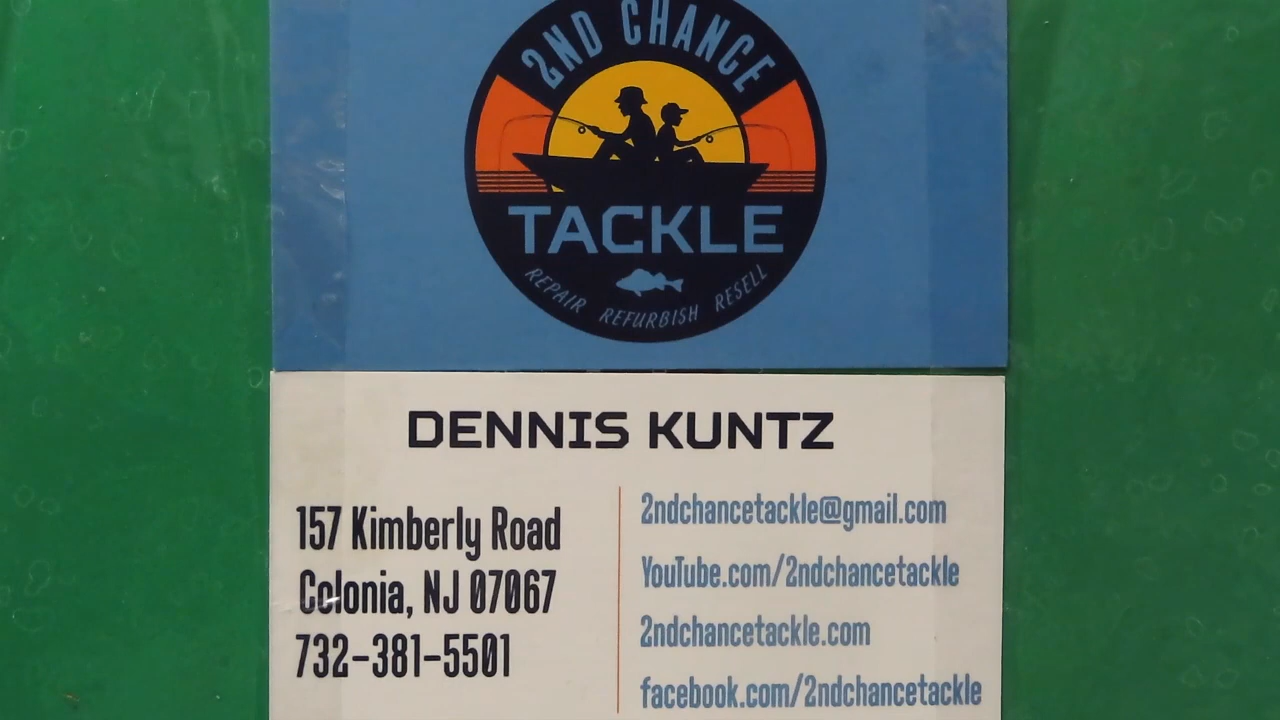 2ND CHANCE
TACKLE
REPAIR REFURBISH RESELL
DENNIS KUNTZ
157 Kimberly Road
Colonia, NJ 07067
732-381-5501
2ndchancetackle@gmail.com
YouTube.com/2ndchancetackle
2ndchancetackle.com
facebook.com/2ndchancetackle